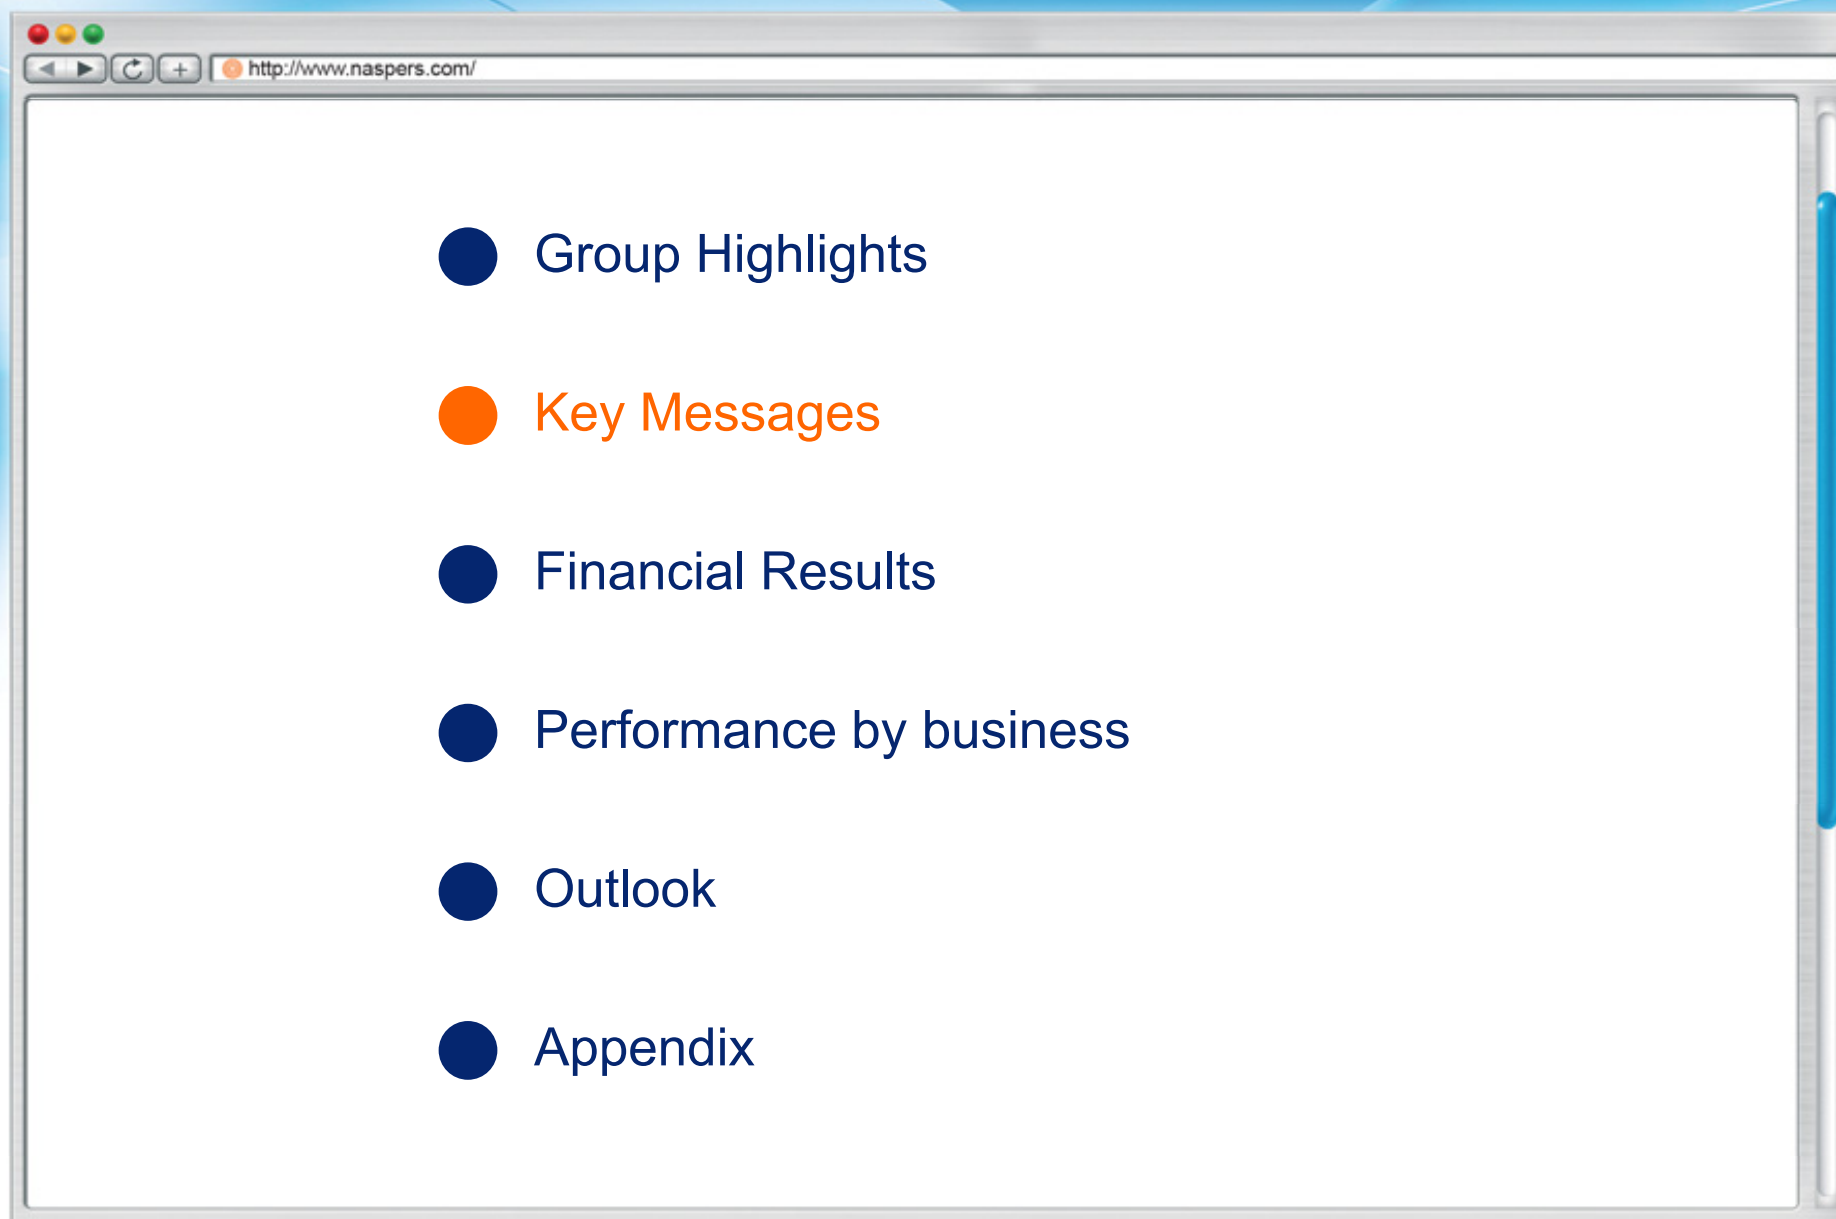 http://www.naspers.com/
Group Highlights
Key Messages
Financial Results
Performance by business
Outlook
Appendix